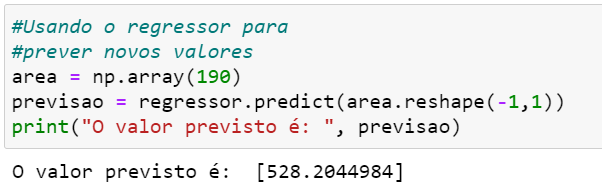 #Usando o regressor para
#prever novos valores
area = np.array(190)
previsao = regressor.predict(area.reshape(-1,1))
print("O valor previsto é: ", previsao)
O valor previsto é:  [528.2044984]